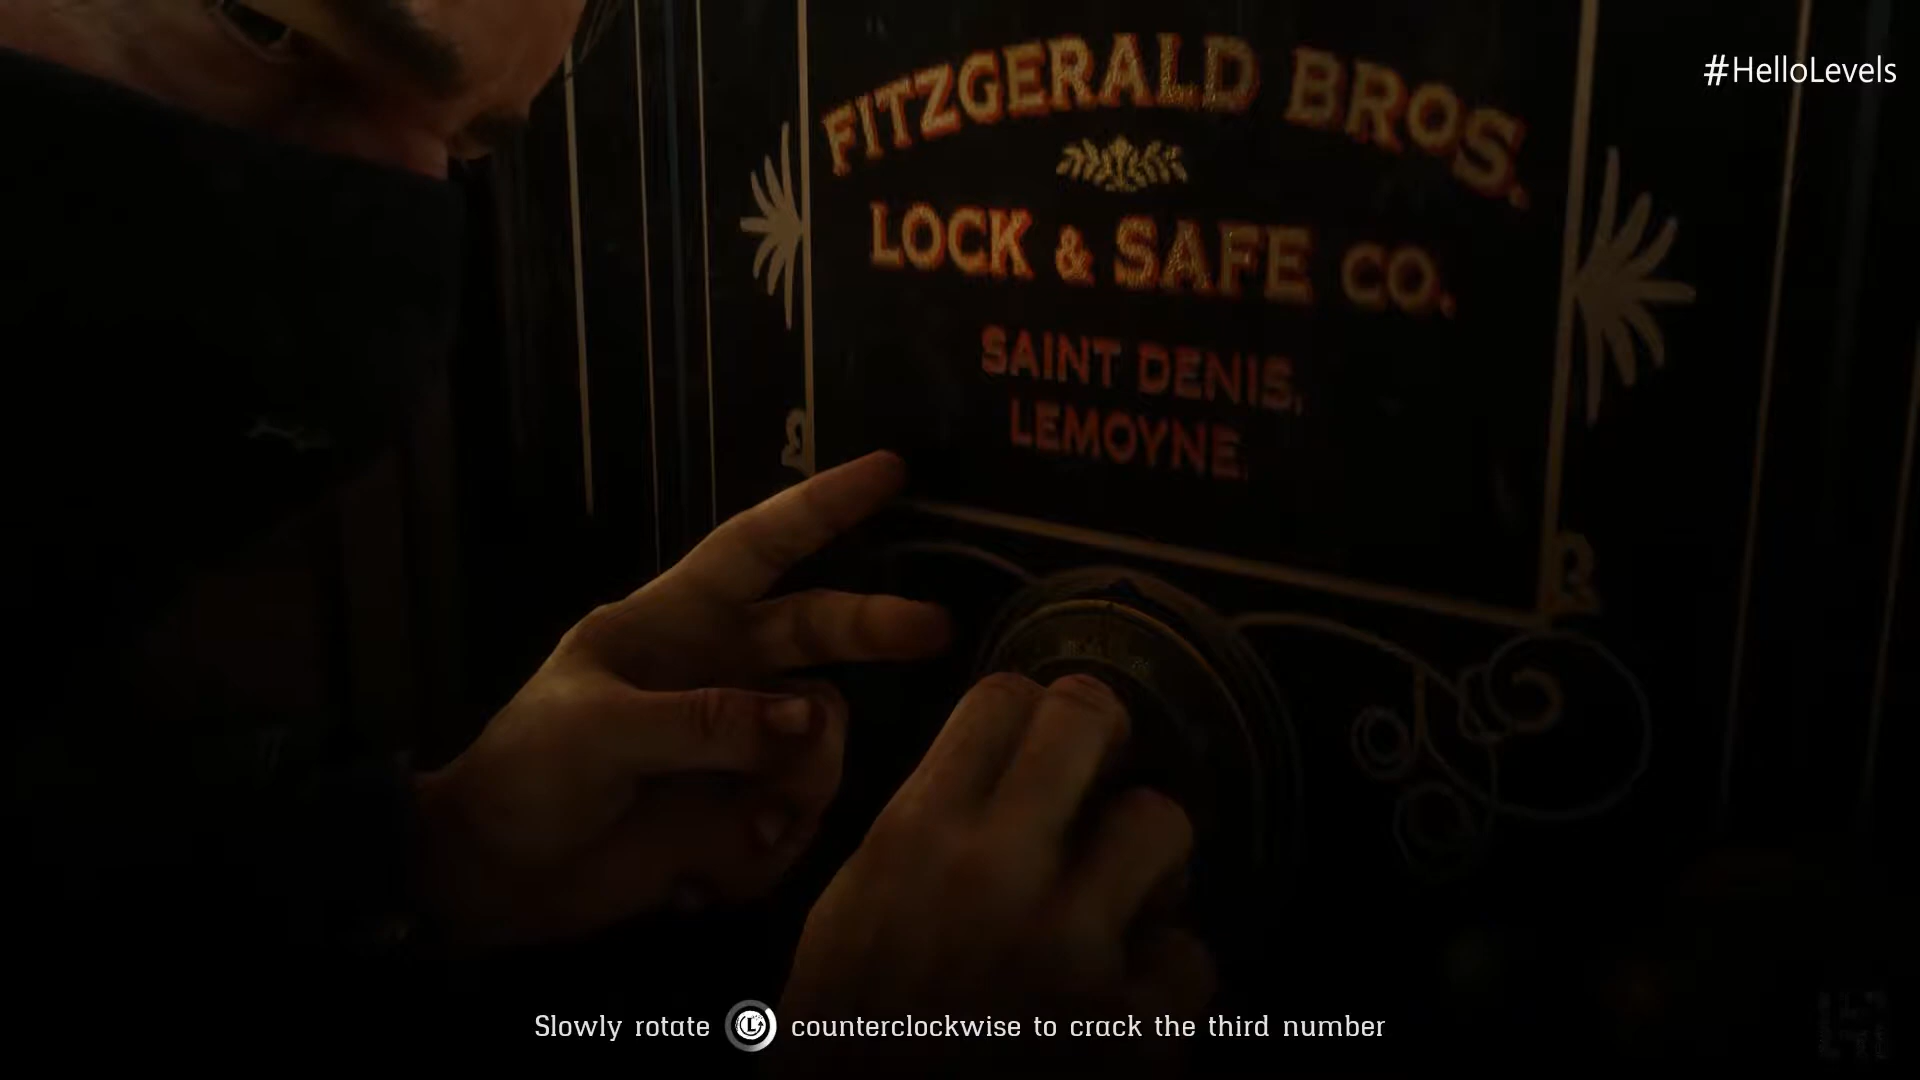 #HelloLevels
FITZGERALD BROS.
LOCK & SAFE CO.
SAINT DENIS,
LEMOYNE.
Slowly rotate L counterclockwise to crack the third number